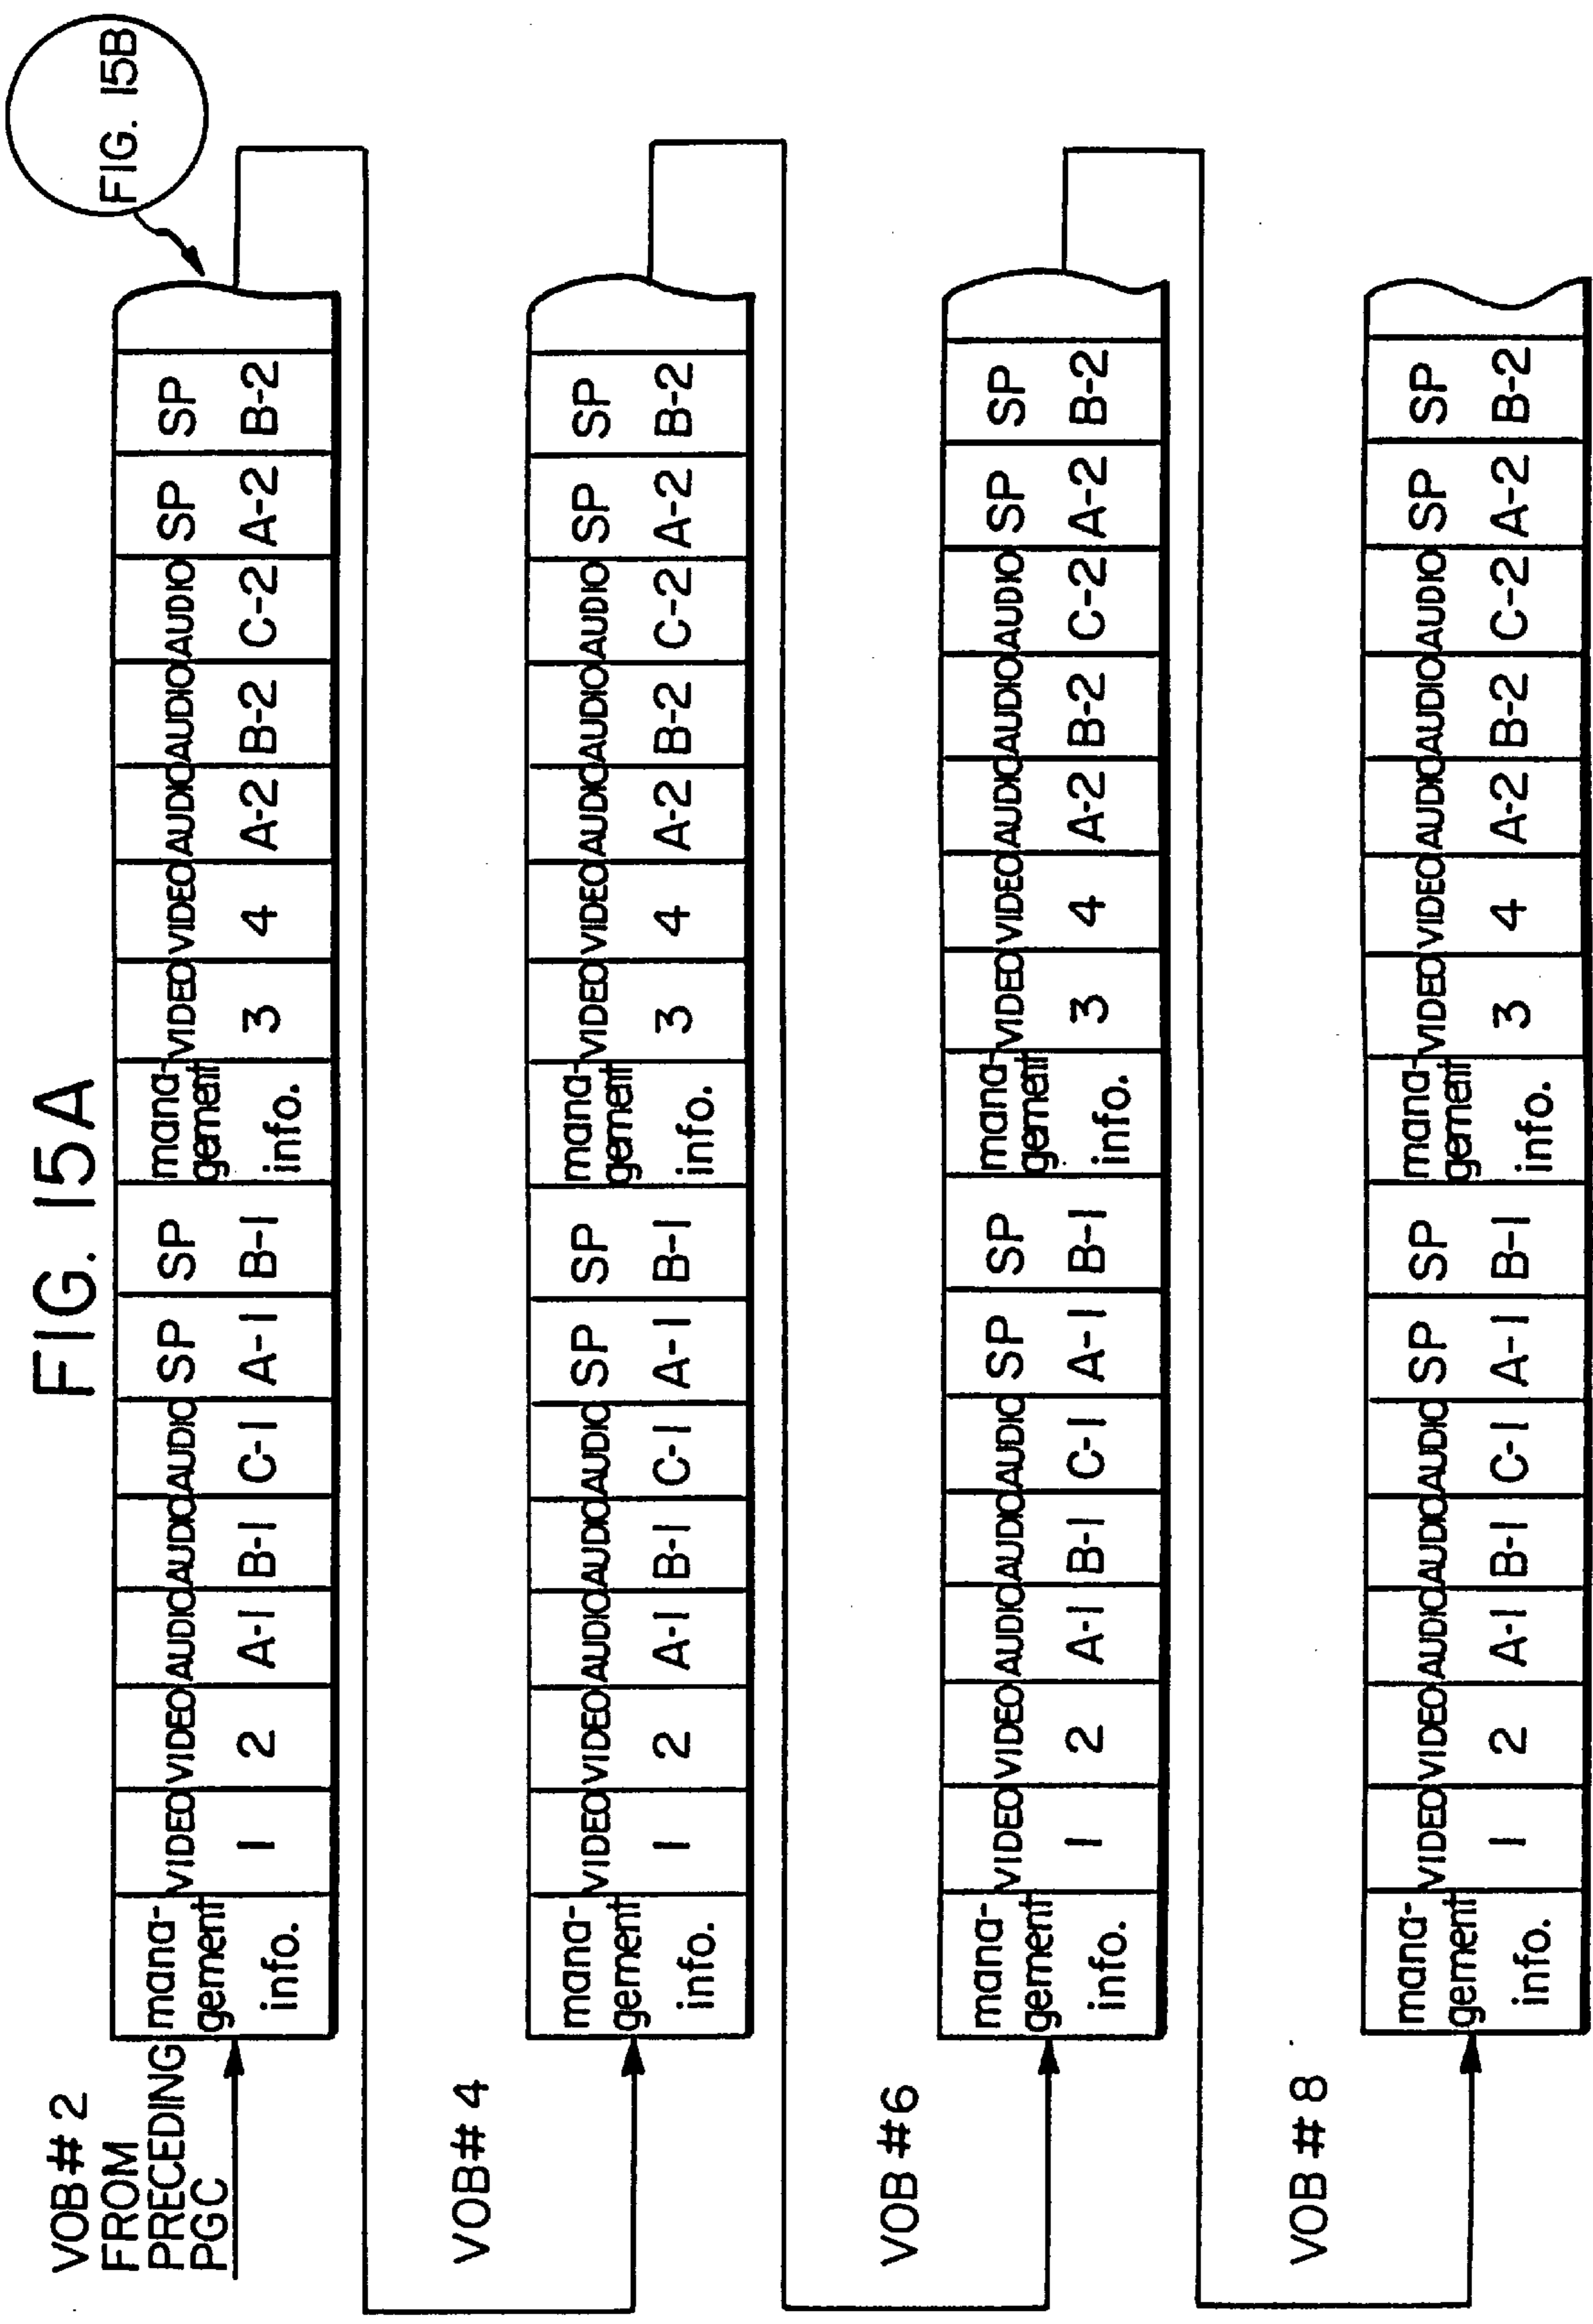 FIG. 15A
FIG. 15B
VOB# 2
FROM
PRECEDING
PGC
mana- VIDEO VIDEO AUDIO AUDIO AUDIO SP SP mana- VIDEO VIDEO AUDIO AUDIO AUDIO SP SP
gement gement
info. 1 2 A-1 B-1 C-1 A-1 B-1 info. 3 4 A-2 B-2 C-2 A-2 B-2
VOB# 4
mana- VIDEO VIDEO AUDIO AUDIO AUDIO SP SP mana- VIDEO VIDEO AUDIO AUDIO AUDIO SP SP
gement gement
info. 1 2 A-1 B-1 C-1 A-1 B-1 info. 3 4 A-2 B-2 C-2 A-2 B-2
VOB #6
mana- VIDEO VIDEO AUDIO AUDIO AUDIO SP SP mana- VIDEO VIDEO AUDIO AUDIO AUDIO SP SP
gement gement
info. 1 2 A-1 B-1 C-1 A-1 B-1 info. 3 4 A-2 B-2 C-2 A-2 B-2
VOB # 8
mana- VIDEO VIDEO AUDIO AUDIO AUDIO SP SP mana- VIDEO VIDEO AUDIO AUDIO AUDIO SP SP
gement gement
info. 1 2 A-1 B-1 C-1 A-1 B-1 info. 3 4 A-2 B-2 C-2 A-2 B-2